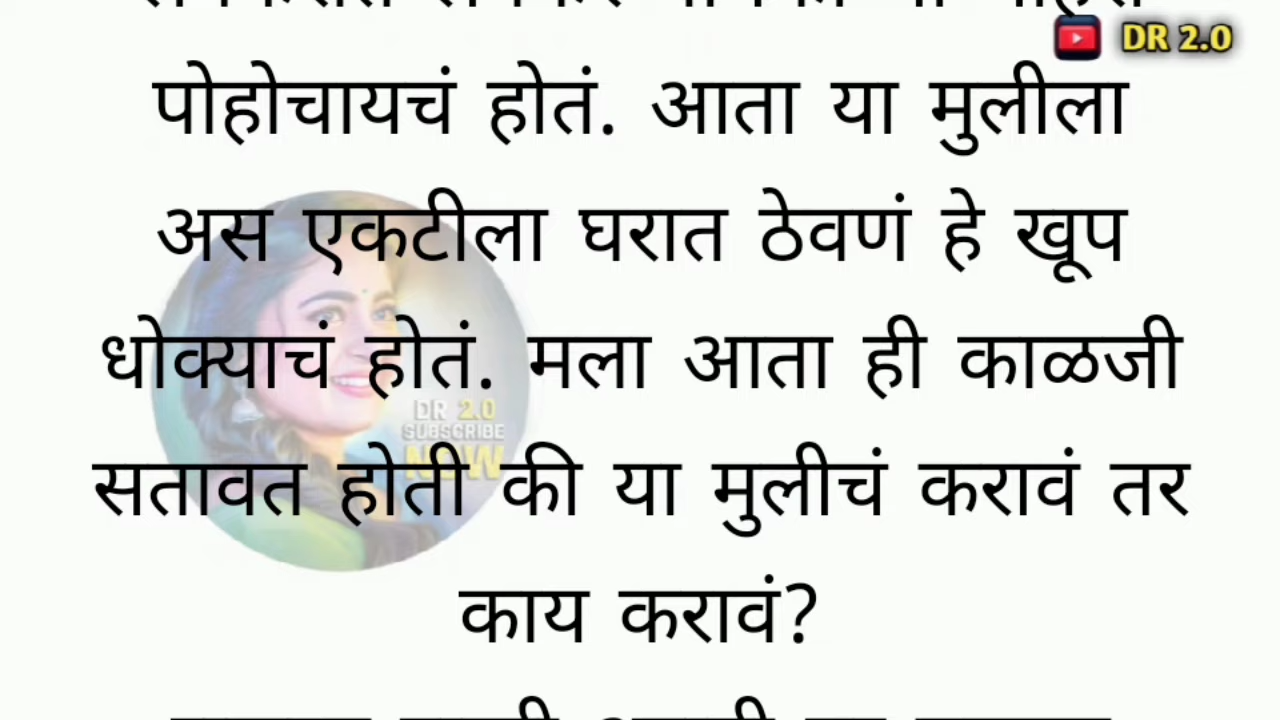 DR 2.0
पोहोचायचं होतं. आता या मुलीला
अस एकटीला घरात ठेवणं हे खूप
धोक्याचं होतं. मला आता ही काळजी
DR 2.0
SUBSCRIBE
NOW
सतावत होती की या मुलीचं करावं तर
काय करावं?